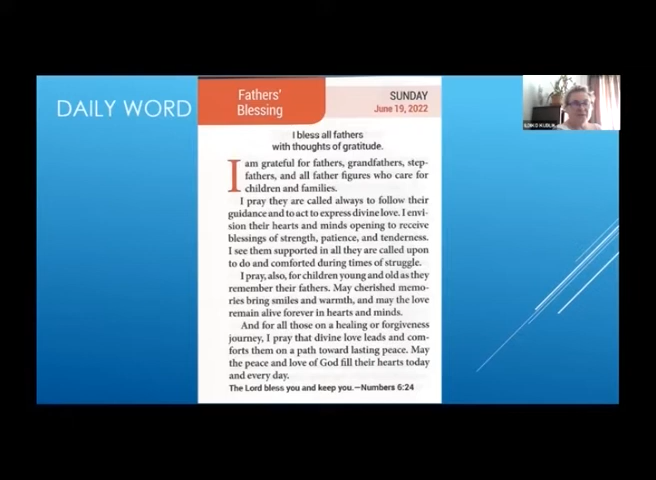 DAILY WORD
Fathers'
Blessing
SUNDAY
June 19, 2022
I bless all fathers
with thoughts of gratitude.
I am grateful for fathers, grandfathers, step-
fathers, and all father figures who care for
children and families.
I pray they are called always to follow their
guidance and to act to express divine love. I envi-
sion their hearts and minds opening to receive
blessings of strength, patience, and tenderness.
I see them supported in all they are called upon
to do and comforted during times of struggle.
I pray, also, for children young and old as they
remember their fathers. May cherished memo-
ries bring smiles and warmth, and may the love
remain alive forever in hearts and minds.
And for all those on a healing or forgiveness
journey, I pray that divine love leads and com-
forts them on a path toward lasting peace. May
the peace and love of God fill their hearts today
and every day.
The Lord bless you and keep you.—Numbers 6:24